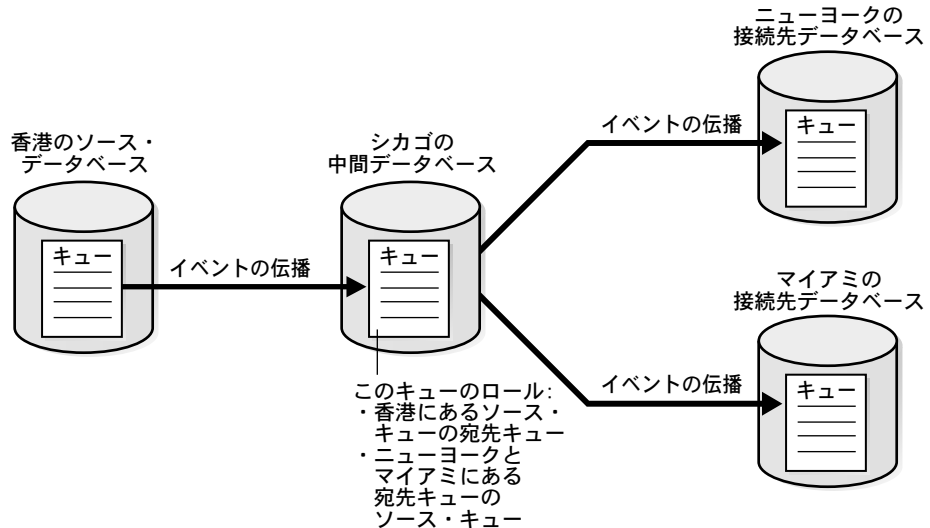 香港のソース・
データベース
キュー
イベントの伝播
シカゴの
中間データベース
キュー
このキューのロール:
・香港にあるソース・
キューの宛先キュー
・ニューヨークと
マイアミにある
宛先キューの
ソース・キュー
イベントの伝播
ニューヨークの
接続先データベース
キュー
イベントの伝播
マイアミの
接続先データベース
キュー